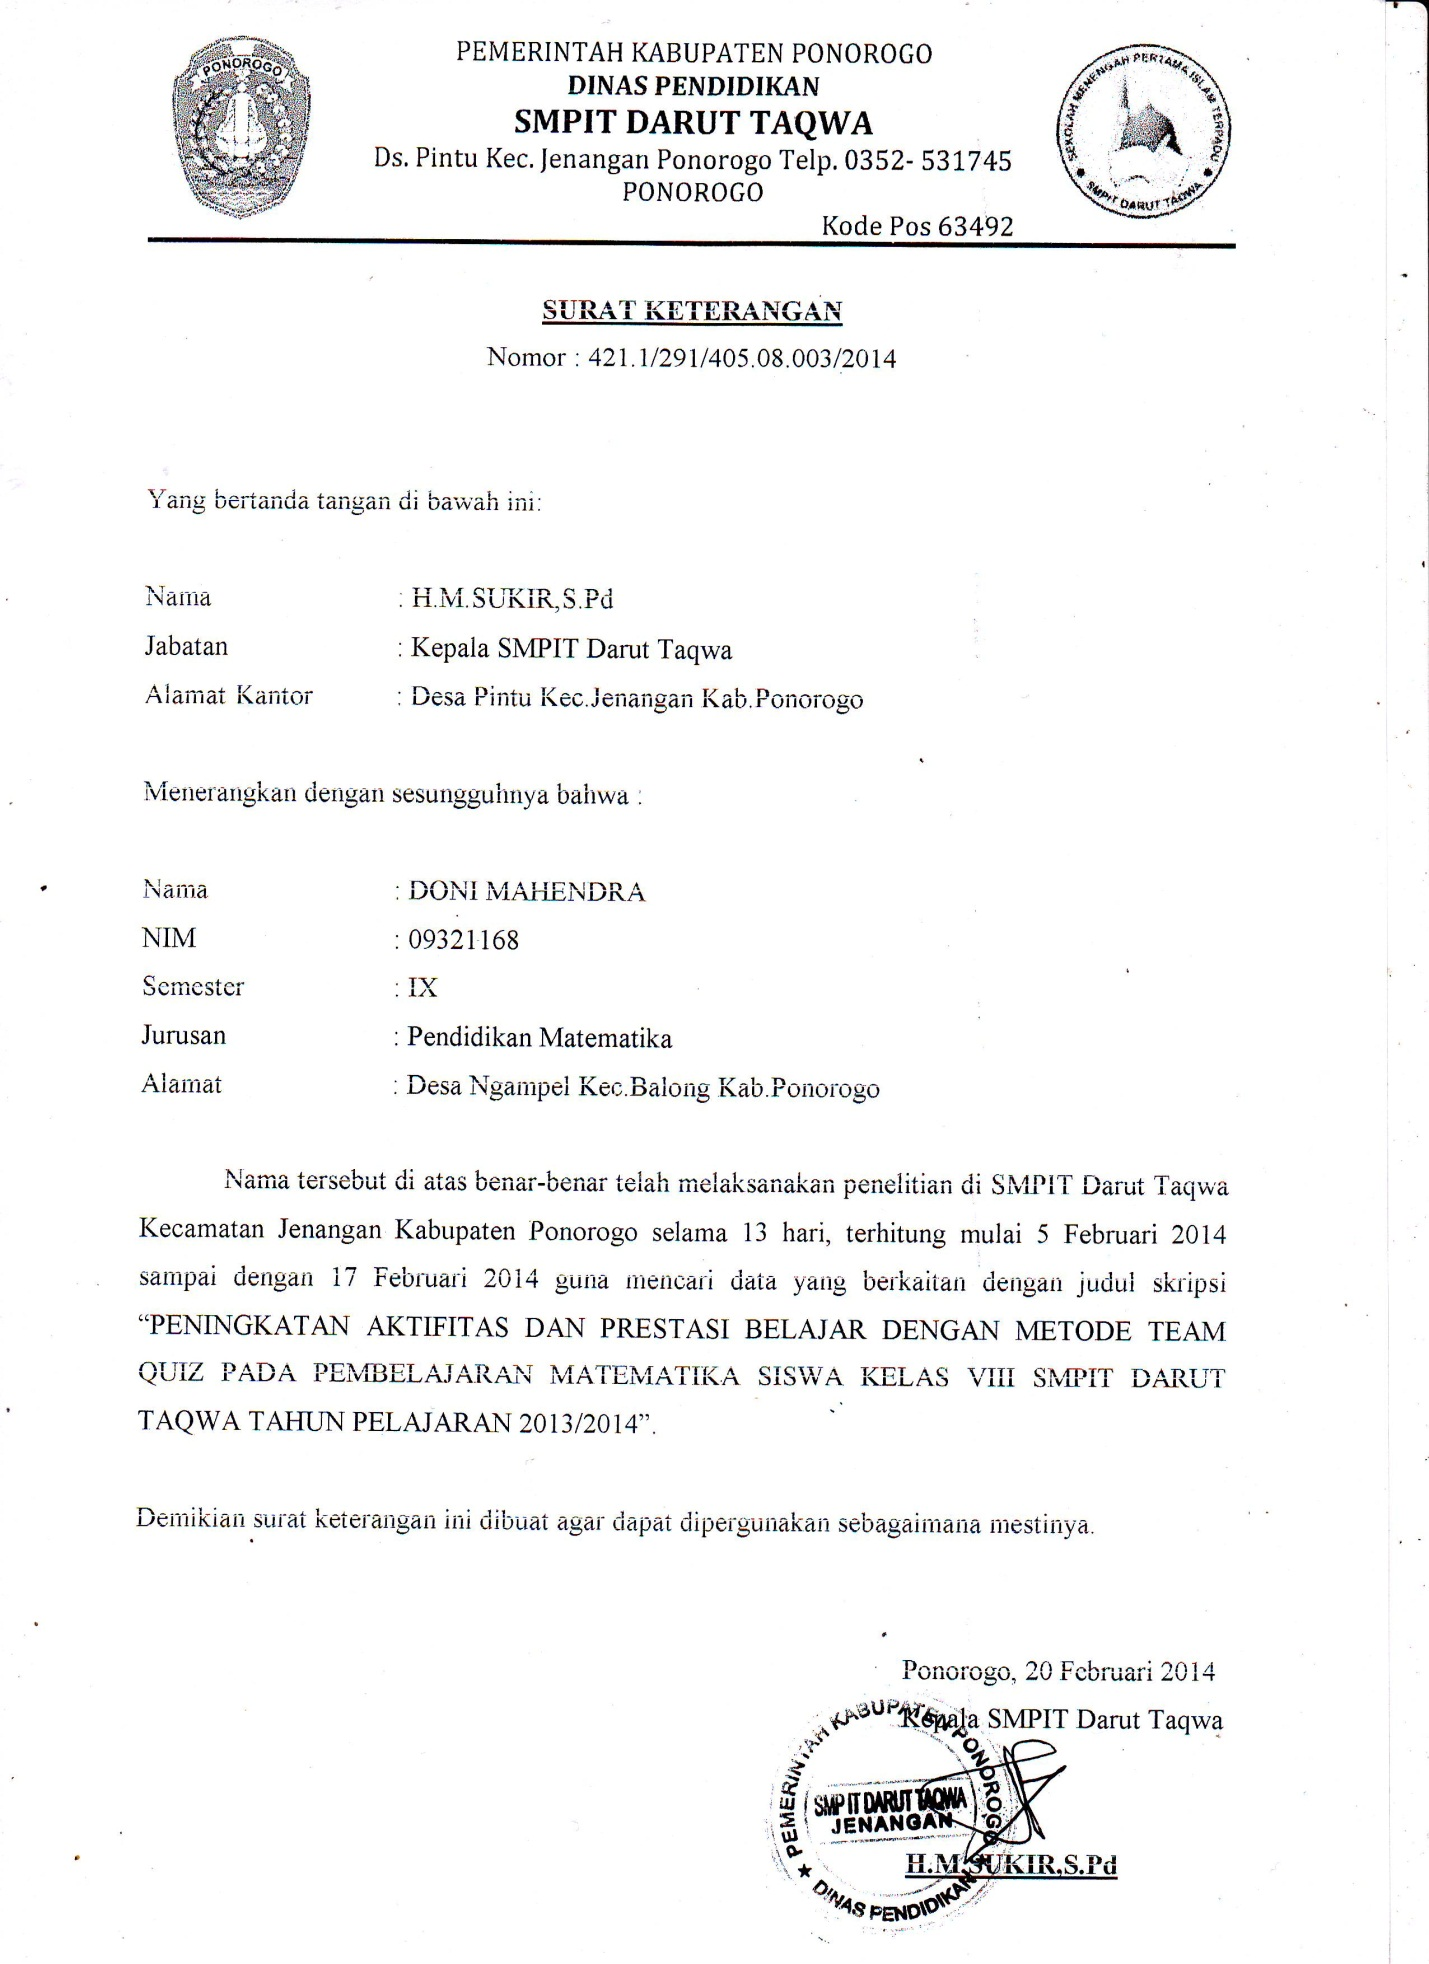 PONOROGO
PEMERINTAH KABUPATEN PONOROGO
DINAS PENDIDIKAN
SMPIT DARUT TAQWA
Ds. Pintu Kec. Jenangan Ponorogo Telp. 0352- 531745
PONOROGO
Kode Pos 63492
SEKOLAH MENENGAH PERTAMA ISLAM TERPADU
SMPIT DARUT TAQWA
SURAT KETERANGAN
Nomor : 421.1/291/405.08.003/2014
Yang bertanda tangan di bawah ini:
Nama : H.M.SUKIR,S.Pd
Jabatan : Kepala SMPIT Darut Taqwa
Alamat Kantor : Desa Pintu Kec.Jenangan Kab.Ponorogo
Menerangkan dengan sesungguhnya bahwa :
Nama : DONI MAHENDRA
NIM : 09321168
Semester : IX
Jurusan : Pendidikan Matematika
Alamat : Desa Ngampel Kec.Balong Kab.Ponorogo
Nama tersebut di atas benar-benar telah melaksanakan penelitian di SMPIT Darut Taqwa
Kecamatan Jenangan Kabupaten Ponorogo selama 13 hari, terhitung mulai 5 Februari 2014
sampai dengan 17 Februari 2014 guna mencari data yang berkaitan dengan judul skripsi
“PENINGKATAN AKTIFITAS DAN PRESTASI BELAJAR DENGAN METODE TEAM
QUIZ PADA PEMBELAJARAN MATEMATIKA SISWA KELAS VIII SMPIT DARUT
TAQWA TAHUN PELAJARAN 2013/2014”.
Demikian surat keterangan ini dibuat agar dapat dipergunakan sebagaimana mestinya.
Ponorogo, 20 Februari 2014
Kepala SMPIT Darut Taqwa
PEMERINTAH KABUPATEN PONOROGO
SMP IT DARUT TAQWA
JENANGAN
DINAS PENDIDIKAN
H.M.SUKIR,S.Pd